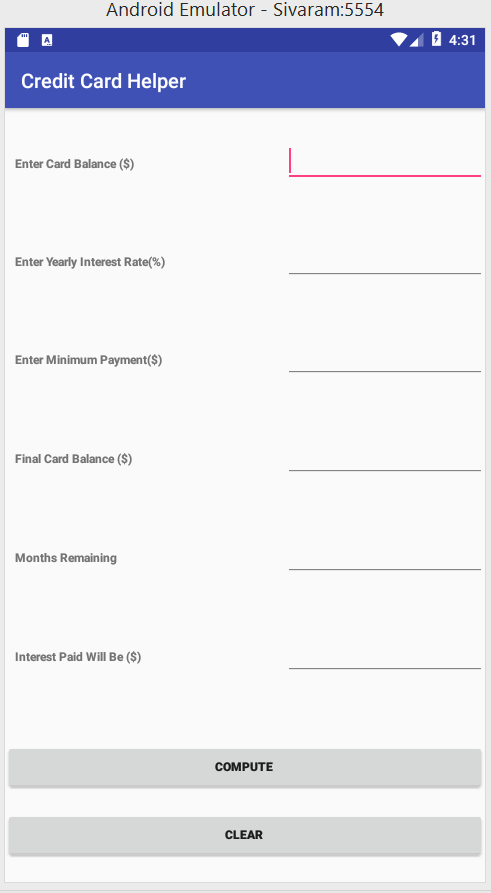 Android Emulator - Sivaram:5554
4:31
Credit Card Helper
Enter Card Balance ($)
Enter Yearly Interest Rate(%)
Enter Minimum Payment($)
Final Card Balance ($)
Months Remaining
Interest Paid Will Be ($)
COMPUTE
CLEAR